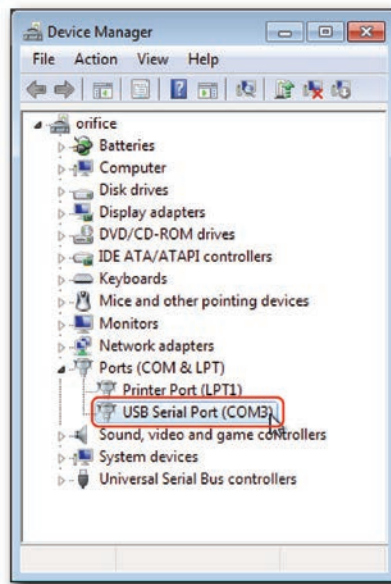 Device Manager
File Action View Help
orifice
Batteries
Computer
Disk drives
Display adapters
DVD/CD-ROM drives
IDE ATA/ATAPI controllers
Keyboards
Mice and other pointing devices
Monitors
Network adapters
Ports (COM & LPT)
Printer Port (LPT1)
USB Serial Port (COM3)
Sound, video and game controllers
System devices
Universal Serial Bus controllers